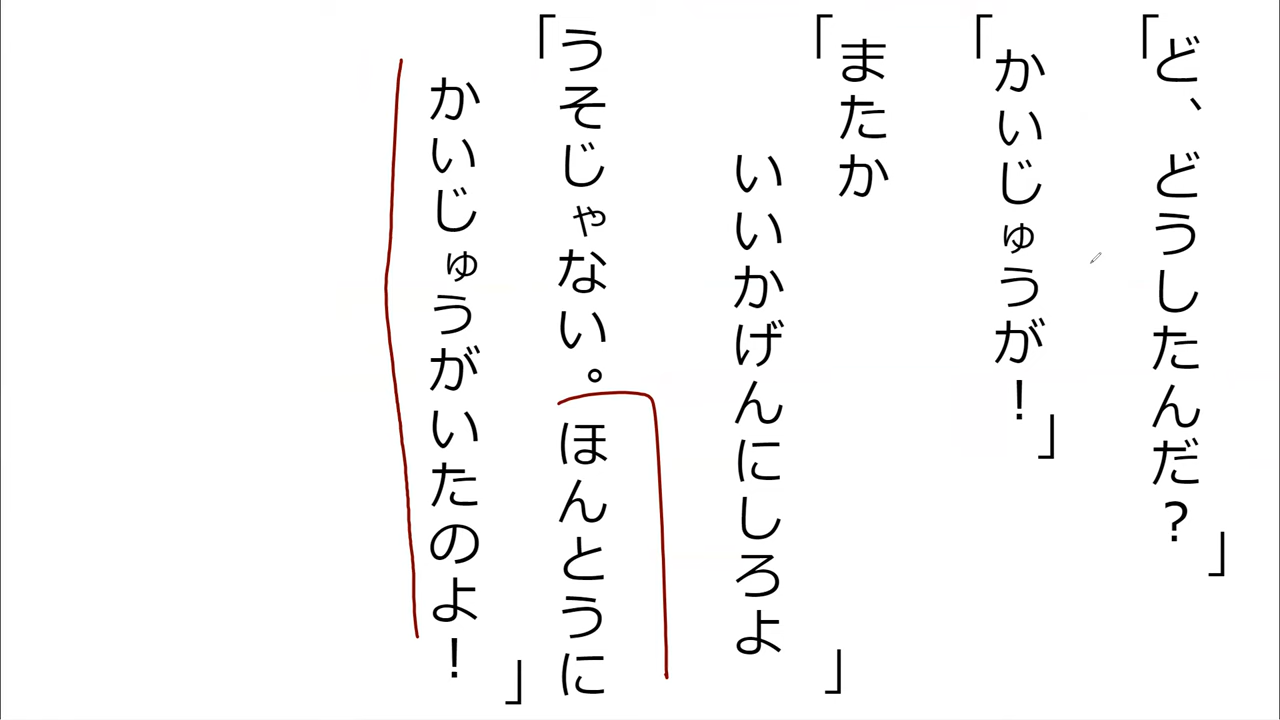 「ど、どうしたんだ?」
「かいじゅうが!」
「またか
いいかげんにしろよ」
「うそじゃない。ほんとうに
かいじゅうがいたのよ!」